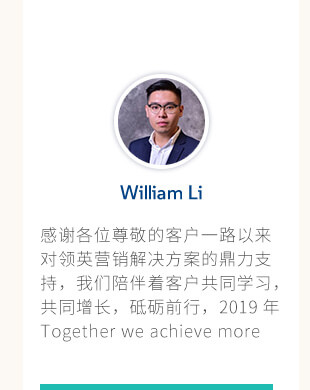 William Li
感谢各位尊敬的客户一路以来
对领英营销解决方案的鼎力支
持，我们陪伴着客户共同学习，
共同增长，砥砺前行，2019 年
Together we achieve more